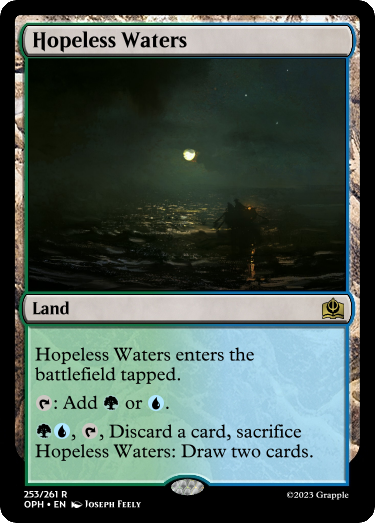 Hopeless Waters
Land
Hopeless Waters enters the
battlefield tapped.
: Add or .
, , Discard a card, sacrifice
Hopeless Waters: Draw two cards.
253/261 R
OPH • EN Joseph Feely
©2023 Grapple